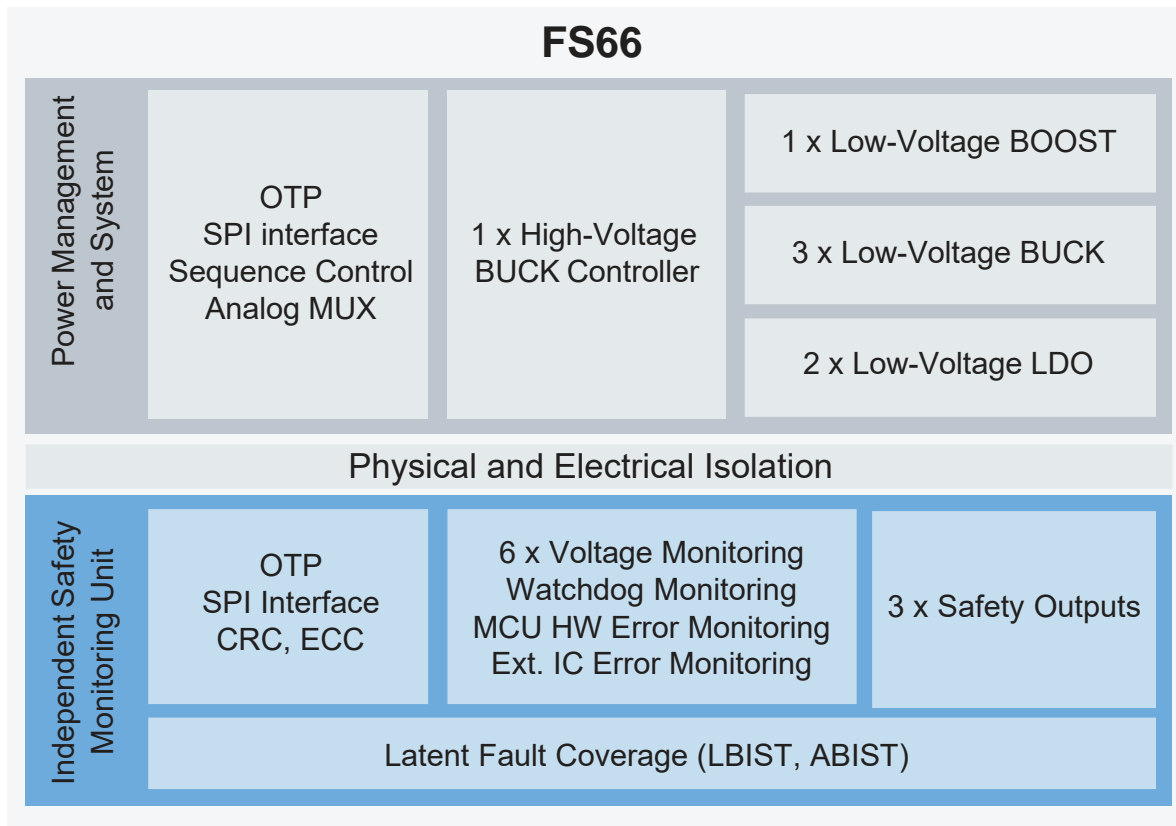 FS66
Power Management
and System
OTP
SPI interface
Sequence Control
Analog MUX
1 x High-Voltage
BUCK Controller
1 x Low-Voltage BOOST
3 x Low-Voltage BUCK
2 x Low-Voltage LDO
Physical and Electrical Isolation
Independent Safety
Monitoring Unit
OTP
SPI Interface
CRC, ECC
6 x Voltage Monitoring
Watchdog Monitoring
MCU HW Error Monitoring
Ext. IC Error Monitoring
3 x Safety Outputs
Latent Fault Coverage (LBIST, ABIST)